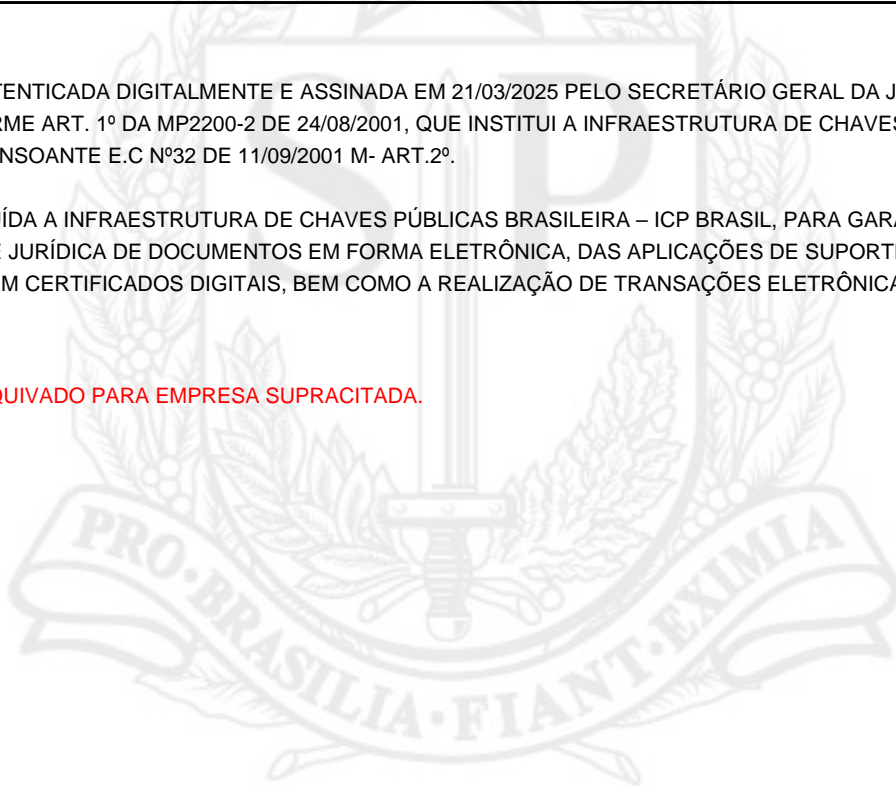 TENTICADA DIGITALMENTE E ASSINADA EM 21/03/2025 PELO SECRETÁRIO GERAL DA J
RME ART. 1º DA MP2200-2 DE 24/08/2001, QUE INSTITUI A INFRAESTRUTURA DE CHAVES
NSOANTE E.C Nº32 DE 11/09/2001 M- ART.2º.
ÍDA A INFRAESTRUTURA DE CHAVES PÚBLICAS BRASILEIRA – ICP BRASIL, PARA GARA
E JURÍDICA DE DOCUMENTOS EM FORMA ELETRÔNICA, DAS APLICAÇÕES DE SUPORTE
M CERTIFICADOS DIGITAIS, BEM COMO A REALIZAÇÃO DE TRANSAÇÕES ELETRÔNICA
QUIVADO PARA EMPRESA SUPRACITADA.
SP
PRO·BRASILIA·FIANT·EXIMIA